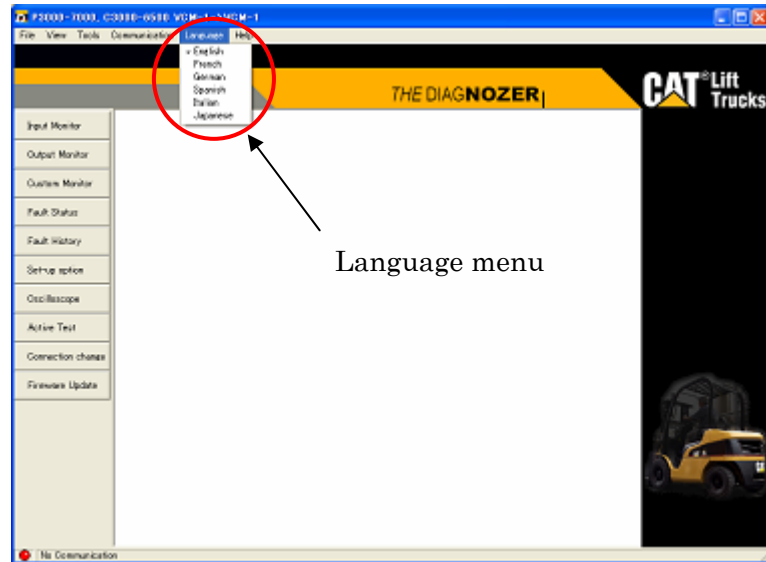 P3000-7000, C3000-6500 VCM-1->VCM-1
File View Tools Communication Language Help
English
French
German
Spanish
Italian
Japanese
THE DIAGNOZER
CAT® Lift
Trucks
Input Monitor
Output Monitor
Custom Monitor
Fault Status
Fault History
Set-up option
Oscilloscope
Active Test
Connection change
Firmware Update
Language menu
No Communication